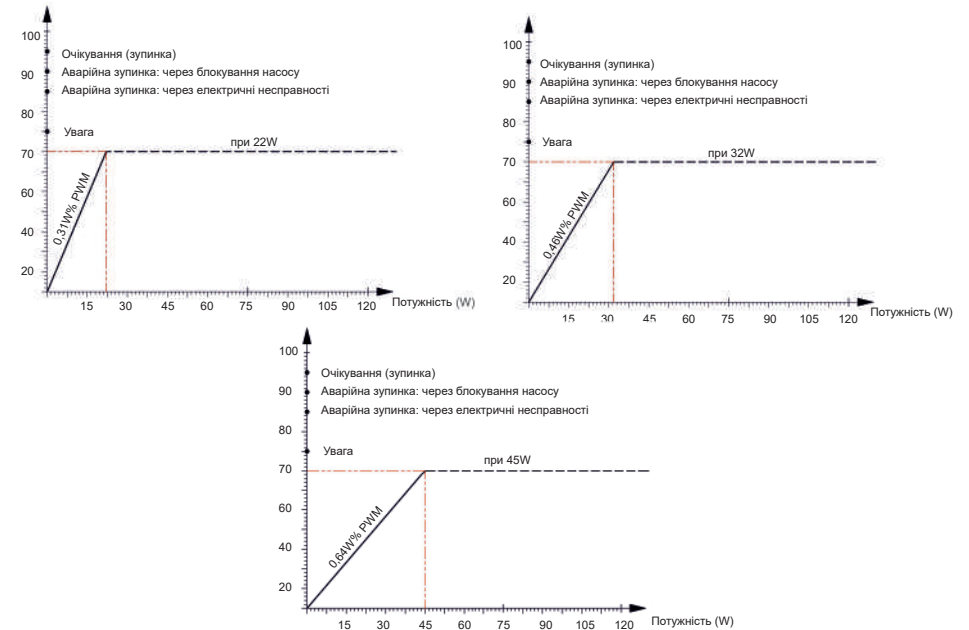 100
Очікування (зупинка)
90
Аварійна зупинка: через блокування насосу
Аварійна зупинка: через електричні несправності
80
Увага
70
при 22W
60
0,31W% PWM
40
20
15 30 45 60 75 90 105 120
Потужність (W)
100
Очікування (зупинка)
90
Аварійна зупинка: через блокування насосу
Аварійна зупинка: через електричні несправності
80
Увага
70
при 32W
60
0,46W% PWM
40
20
15 30 45 60 75 90 105 120
Потужність (W)
100
Очікування (зупинка)
90
Аварійна зупинка: через блокування насосу
Аварійна зупинка: через електричні несправності
80
Увага
70
при 45W
60
0,64W% PWM
40
20
15 30 45 60 75 90 105 120
Потужність (W)